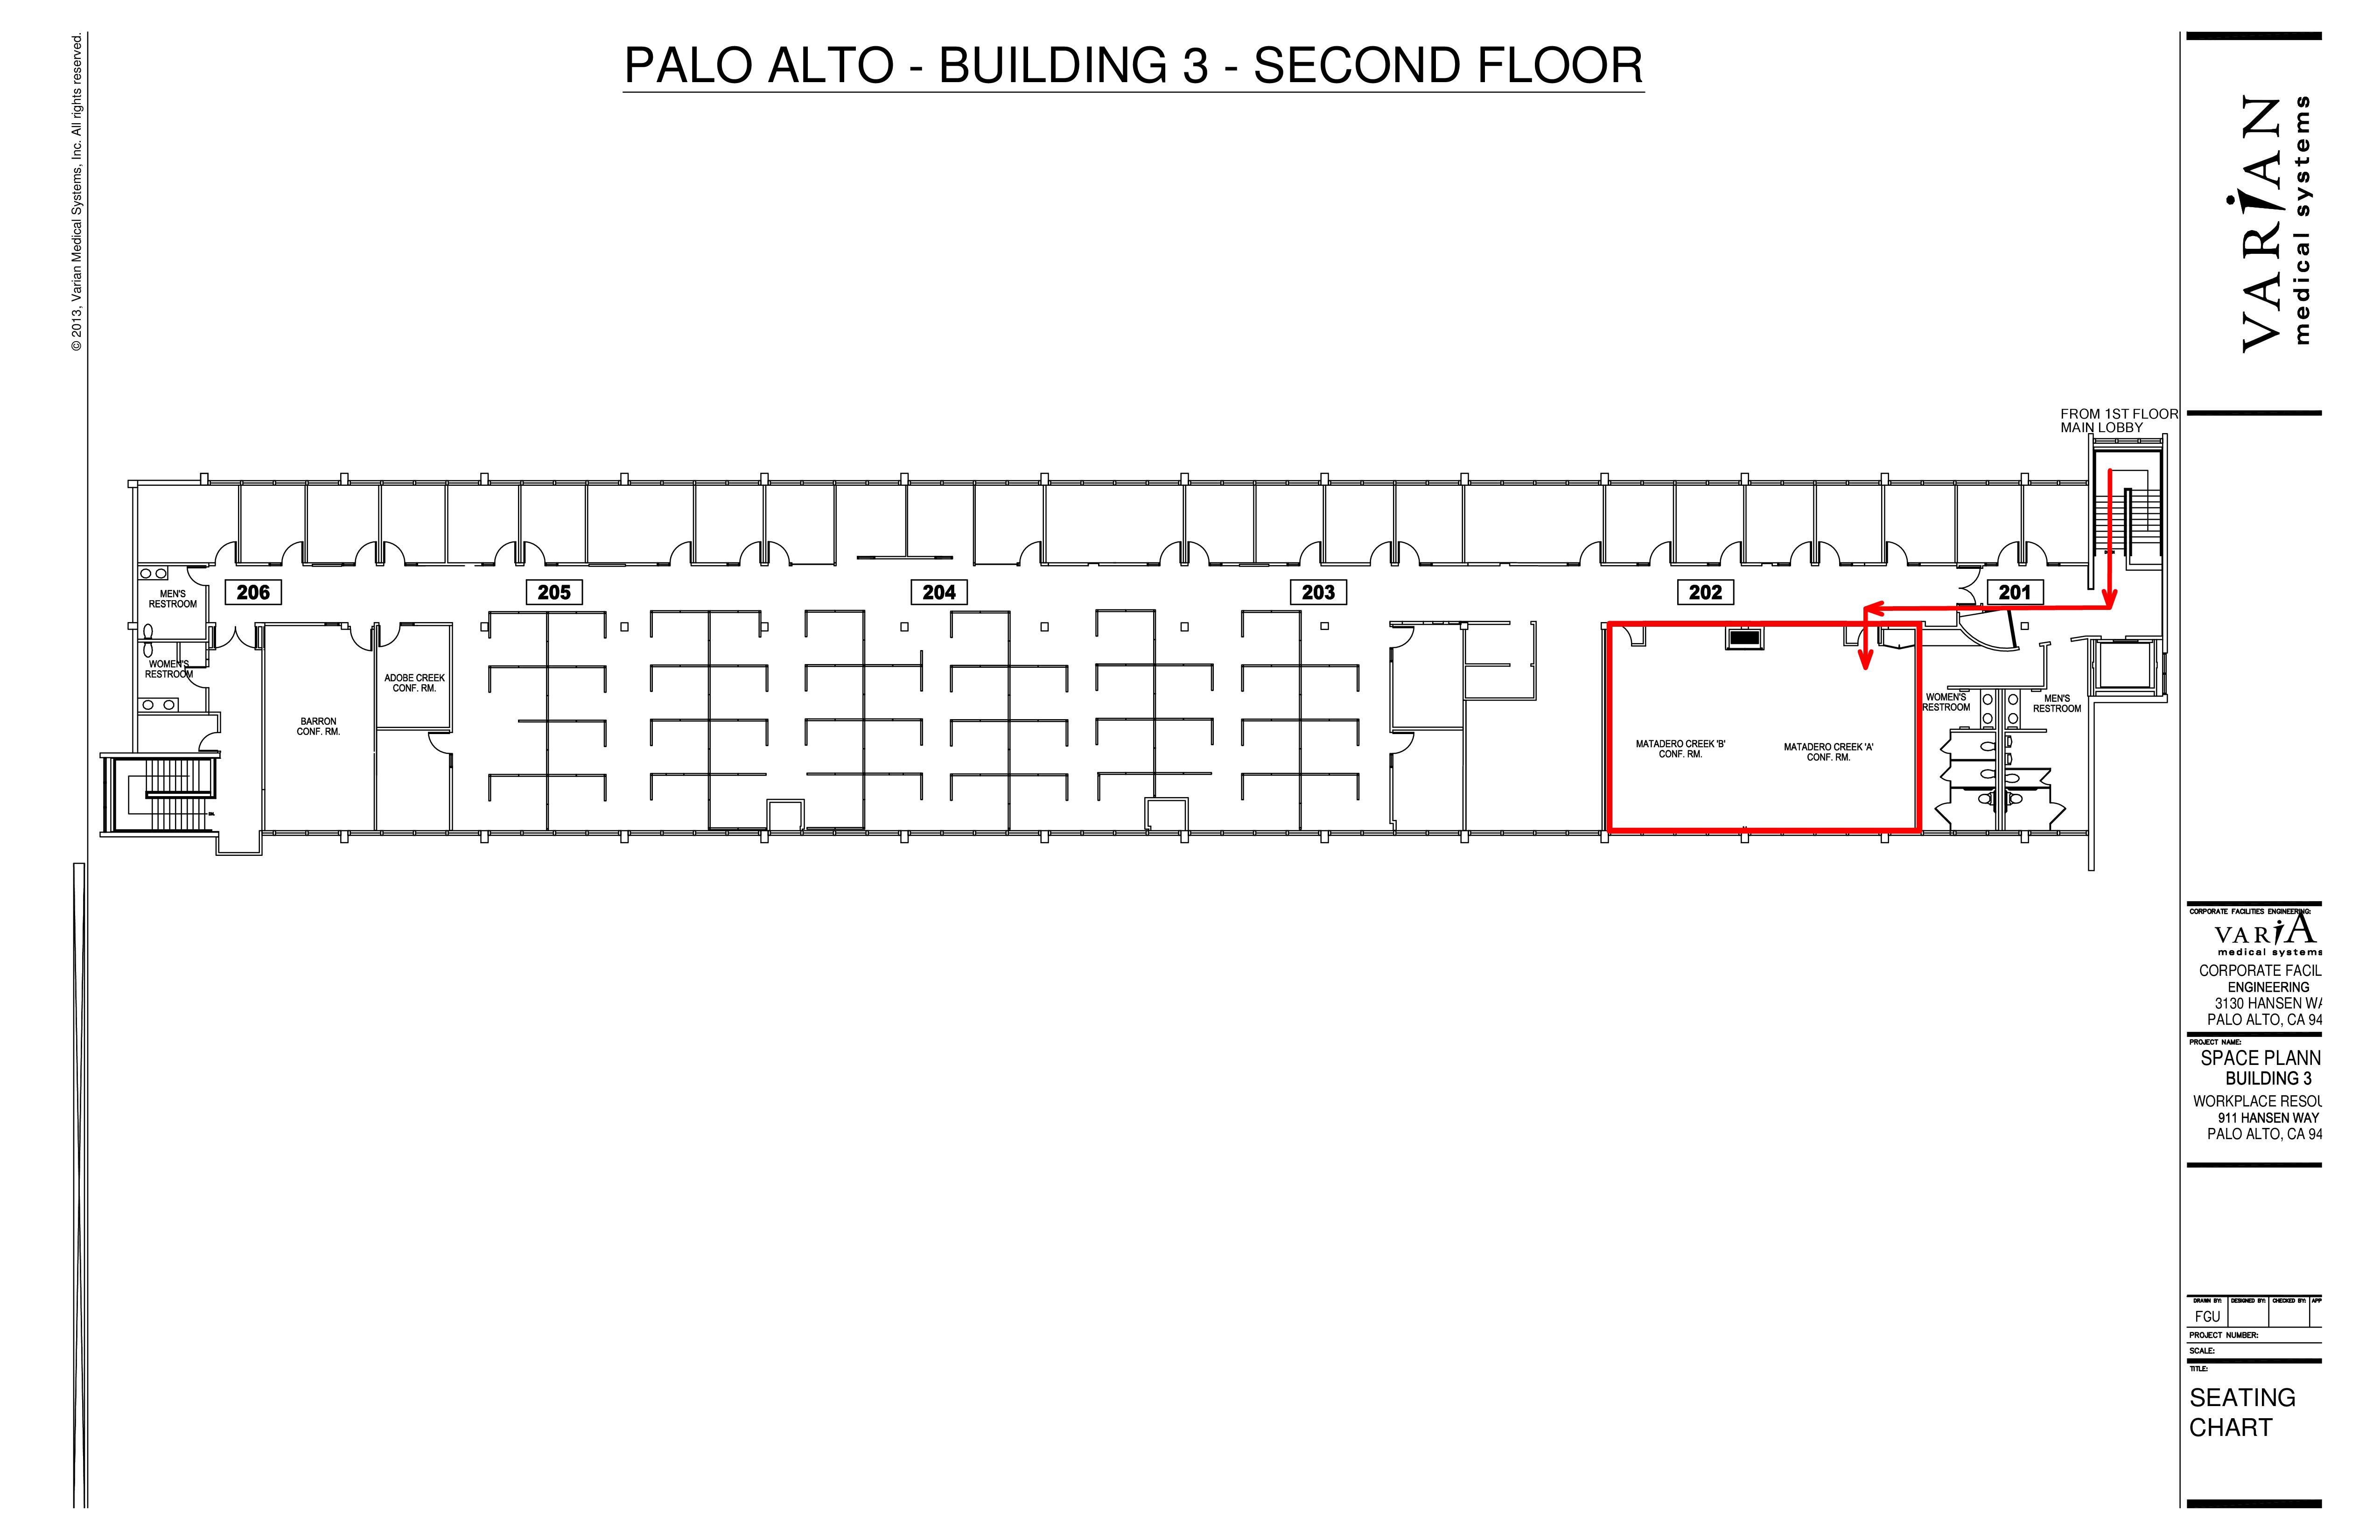 PALO ALTO - BUILDING 3 - SECOND FLOOR
© 2013, Varian Medical Systems, Inc. All rights reserved.
VARIAN
medical systems
FROM 1ST FLOOR
MAIN LOBBY
206
205
204
203
202
201
MEN'S
RESTROOM
WOMEN'S
RESTROOM
BARRON
CONF. RM.
ADOBE CREEK
CONF. RM.
MATADERO CREEK 'B'
CONF. RM.
MATADERO CREEK 'A'
CONF. RM.
WOMEN'S
RESTROOM
MEN'S
RESTROOM
CORPORATE FACILITIES ENGINEERING:
VARIA
medical systems
CORPORATE FACIL
ENGINEERING
3130 HANSEN WA
PALO ALTO, CA 94
PROJECT NAME:
SPACE PLANN
BUILDING 3
WORKPLACE RESOU
911 HANSEN WAY
PALO ALTO, CA 94
DRAWN BY: DESIGNED BY: CHECKED BY: APP
FGU
PROJECT NUMBER:
SCALE:
TITLE:
SEATING
CHART